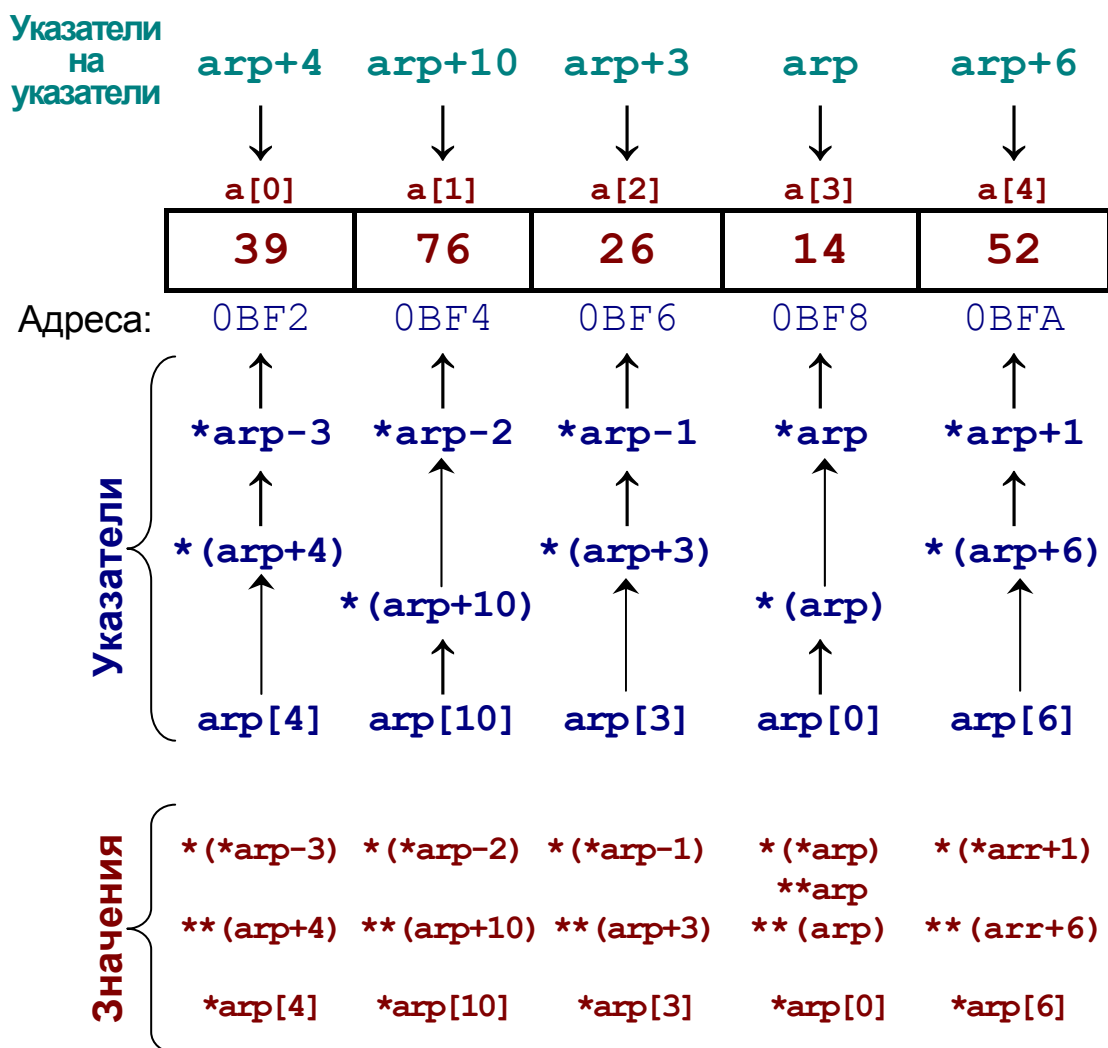 Указатели
на
указатели
arp+4 arp+10 arp+3 arp arp+6
a[0] a[1] a[2] a[3] a[4]
39 76 26 14 52
Адреса: 0BF2 0BF4 0BF6 0BF8 0BFA
Указатели
*arp-3 *arp-2 *arp-1 *arp *arp+1
*(arp+4) *(arp+3) *(arp+6)
*(arp+10) *(arp)
arp[4] arp[10] arp[3] arp[0] arp[6]
Значения
*(*arp-3) *(*arp-2) *(*arp-1) *(*arp) *(*arr+1)
**arp
**(arp+4) **(arp+10) **(arp+3) **(arp) **(arr+6)
*arp[4] *arp[10] *arp[3] *arp[0] *arp[6]